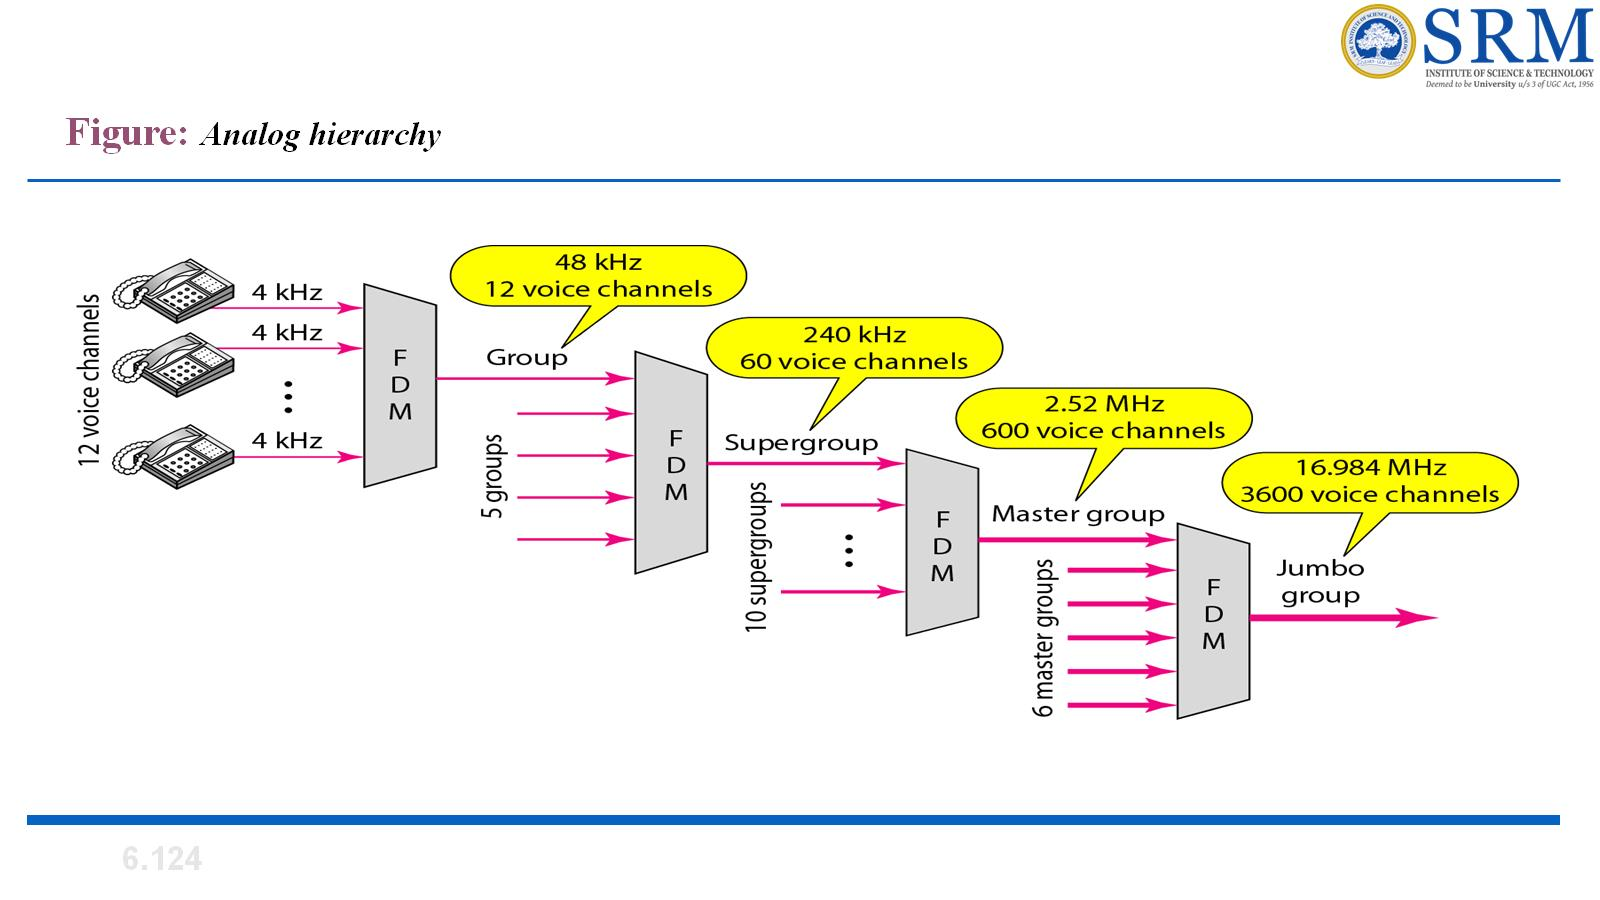 SRM
INSTITUTE OF SCIENCE & TECHNOLOGY
Deemed to be University u/s 3 of UGC Act, 1956
Figure: Analog hierarchy
12 voice channels
4 kHz
4 kHz
4 kHz
F
D
M
48 kHz
12 voice channels
Group
5 groups
F
D
M
240 kHz
60 voice channels
Supergroup
10 supergroups
F
D
M
2.52 MHz
600 voice channels
Master group
6 master groups
F
D
M
16.984 MHz
3600 voice channels
Jumbo
group
6.124